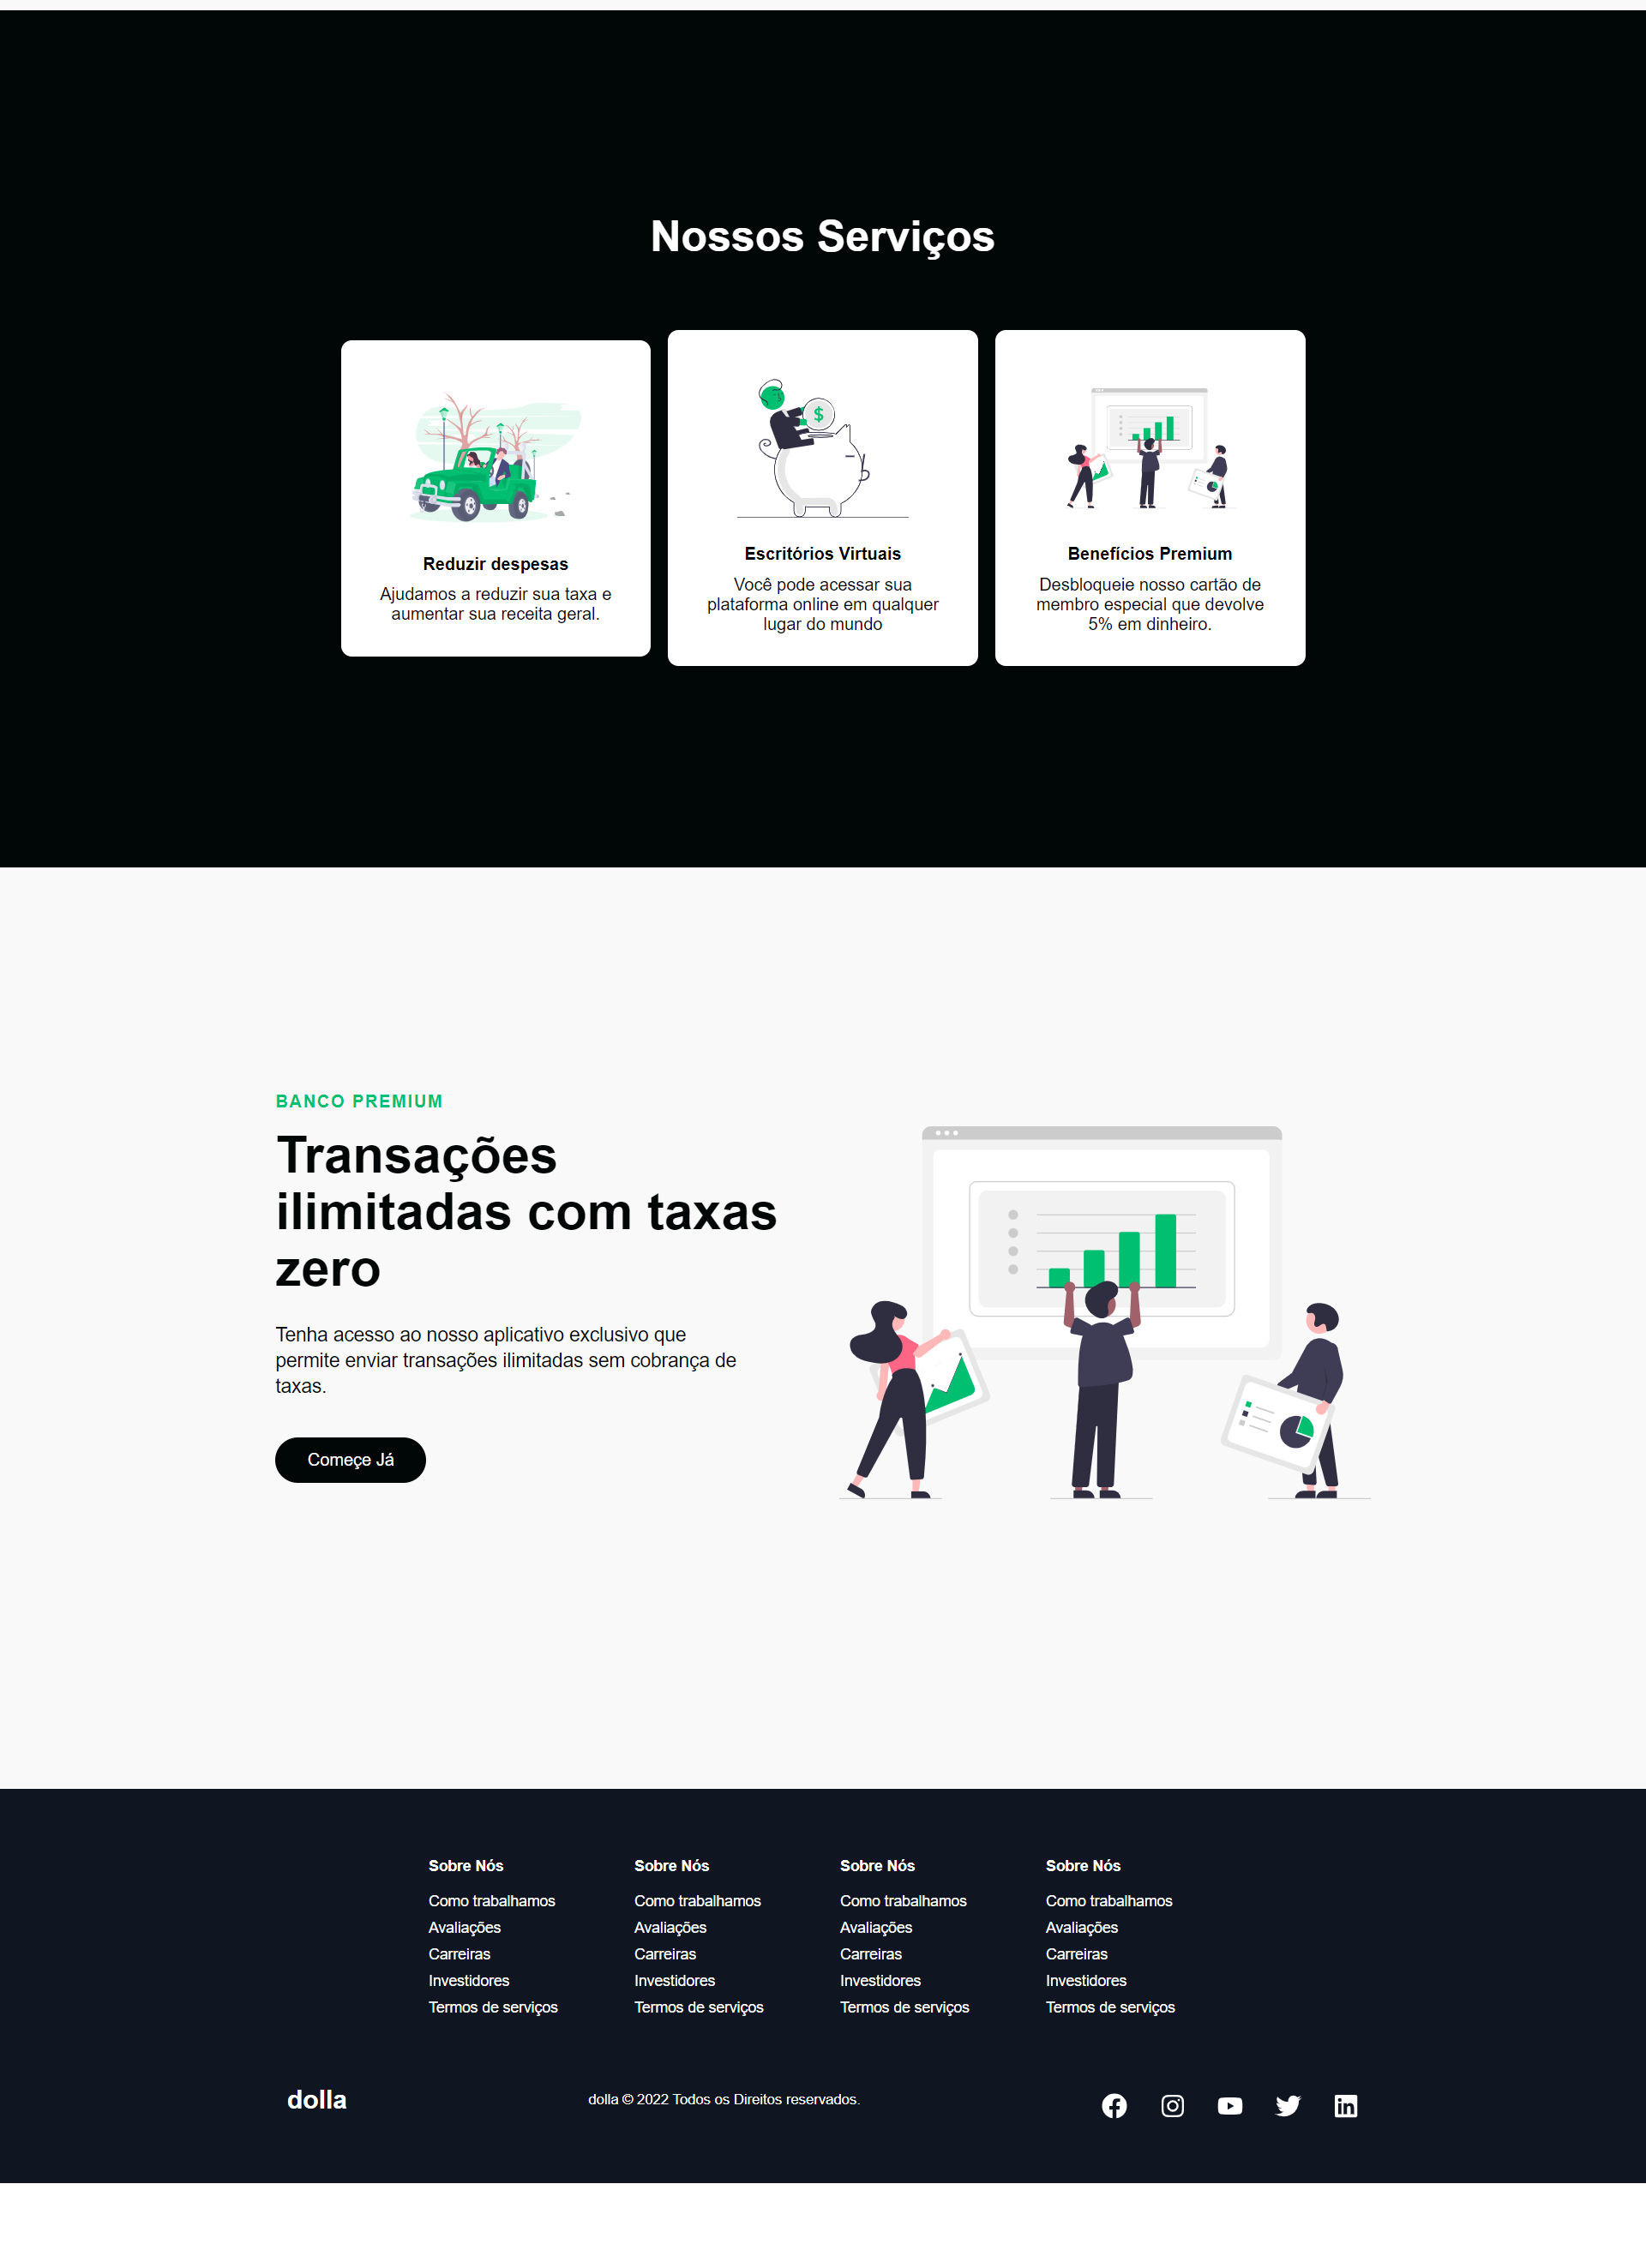 Nossos Serviços
Reduzir despesas
Ajudamos a reduzir sua taxa e
aumentar sua receita geral.
$
Escritórios Virtuais
Você pode acessar sua
plataforma online em qualquer
lugar do mundo
Benefícios Premium
Desbloqueie nosso cartão de
membro especial que devolve
5% em dinheiro.
BANCO PREMIUM
Transações
ilimitadas com taxas
zero
Tenha acesso ao nosso aplicativo exclusivo que
permite enviar transações ilimitadas sem cobrança de
taxas.
Começe Já
Sobre Nós
Como trabalhamos
Avaliações
Carreiras
Investidores
Termos de serviços
Sobre Nós
Como trabalhamos
Avaliações
Carreiras
Investidores
Termos de serviços
Sobre Nós
Como trabalhamos
Avaliações
Carreiras
Investidores
Termos de serviços
Sobre Nós
Como trabalhamos
Avaliações
Carreiras
Investidores
Termos de serviços
dolla
dolla © 2022 Todos os Direitos reservados.